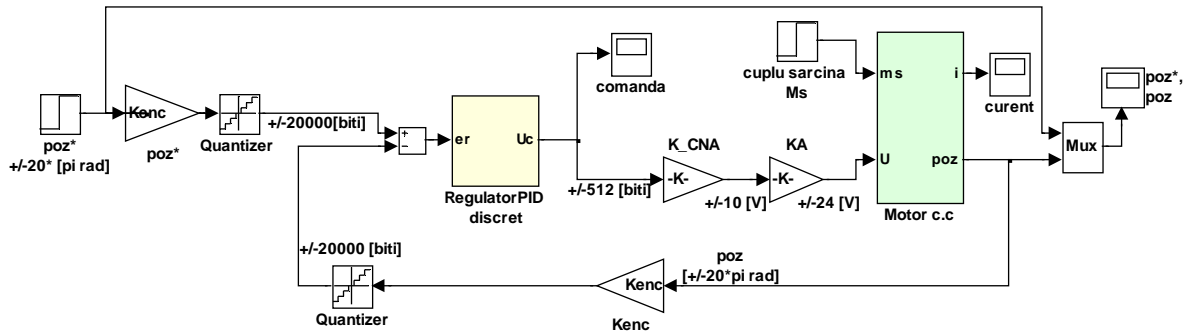 poz*
+/-20* [pi rad]
Kenc
poz*
Quantizer
+/-20000[biti]
+
−
er
Uc
RegulatorPID
discret
comanda
+/-512 [biti]
K_CNA
-K-
+/-10 [V]
KA
-K-
+/-24 [V]
cuplu sarcina
Ms
ms
i
U
poz
Motor c.c
curent
Mux
poz*,
poz
+/-20000 [biti]
Quantizer
Kenc
Kenc
poz
[+/-20*pi rad]